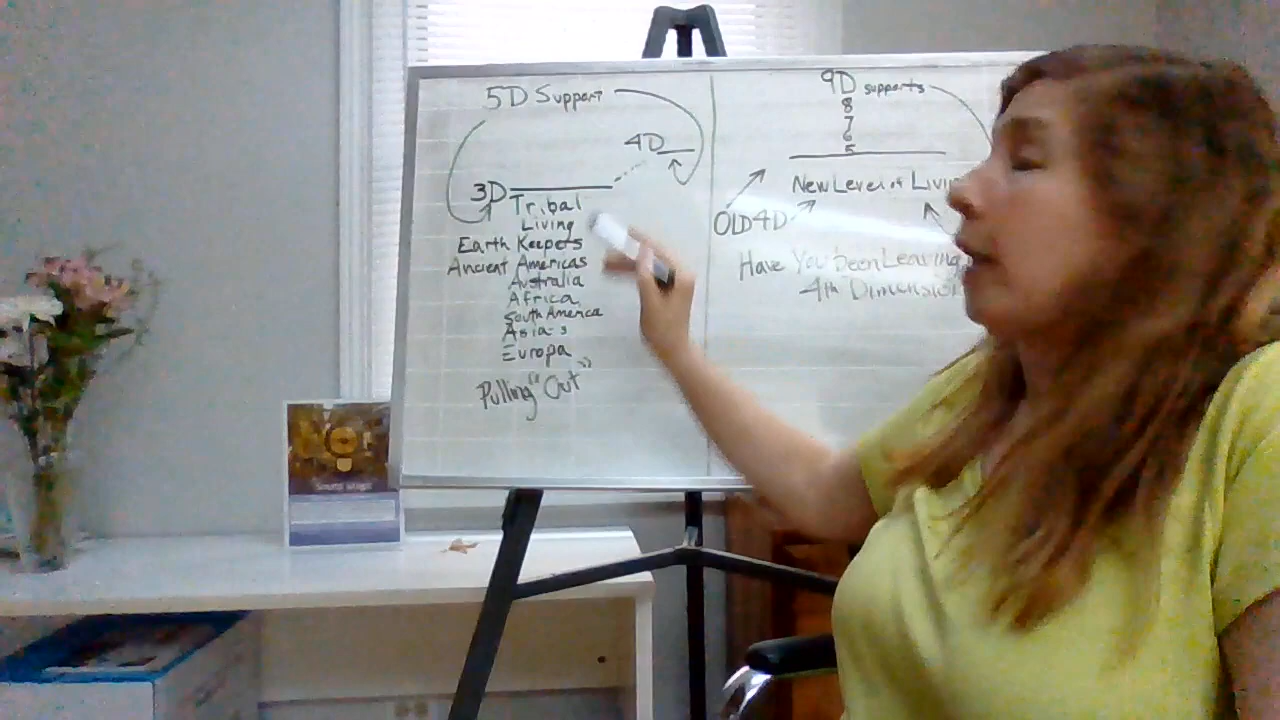 5D Support
4D
3D
Tribal
Living
Earth Keepers
Ancient Americas
Australia
Africa
South America
Asia's
Europa
Pulling "Out"
9D supports
8
7
6
5
New Level of Livin
OLD 4D
Have You been Leaving
4th Dimension